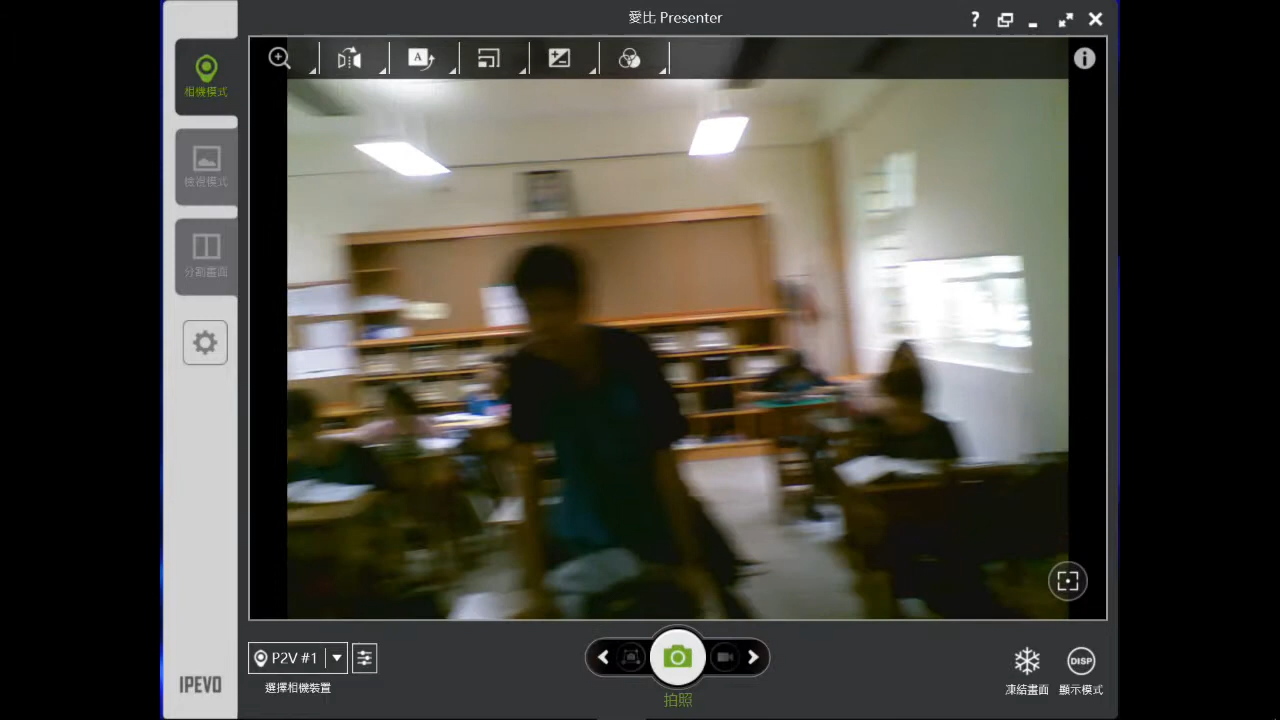 愛比 Presenter
?
相機模式
A
檢視模式
分割畫面
P2V #1
DISP
選擇相機裝置
凍結畫面
顯示模式
IPEVO
拍照